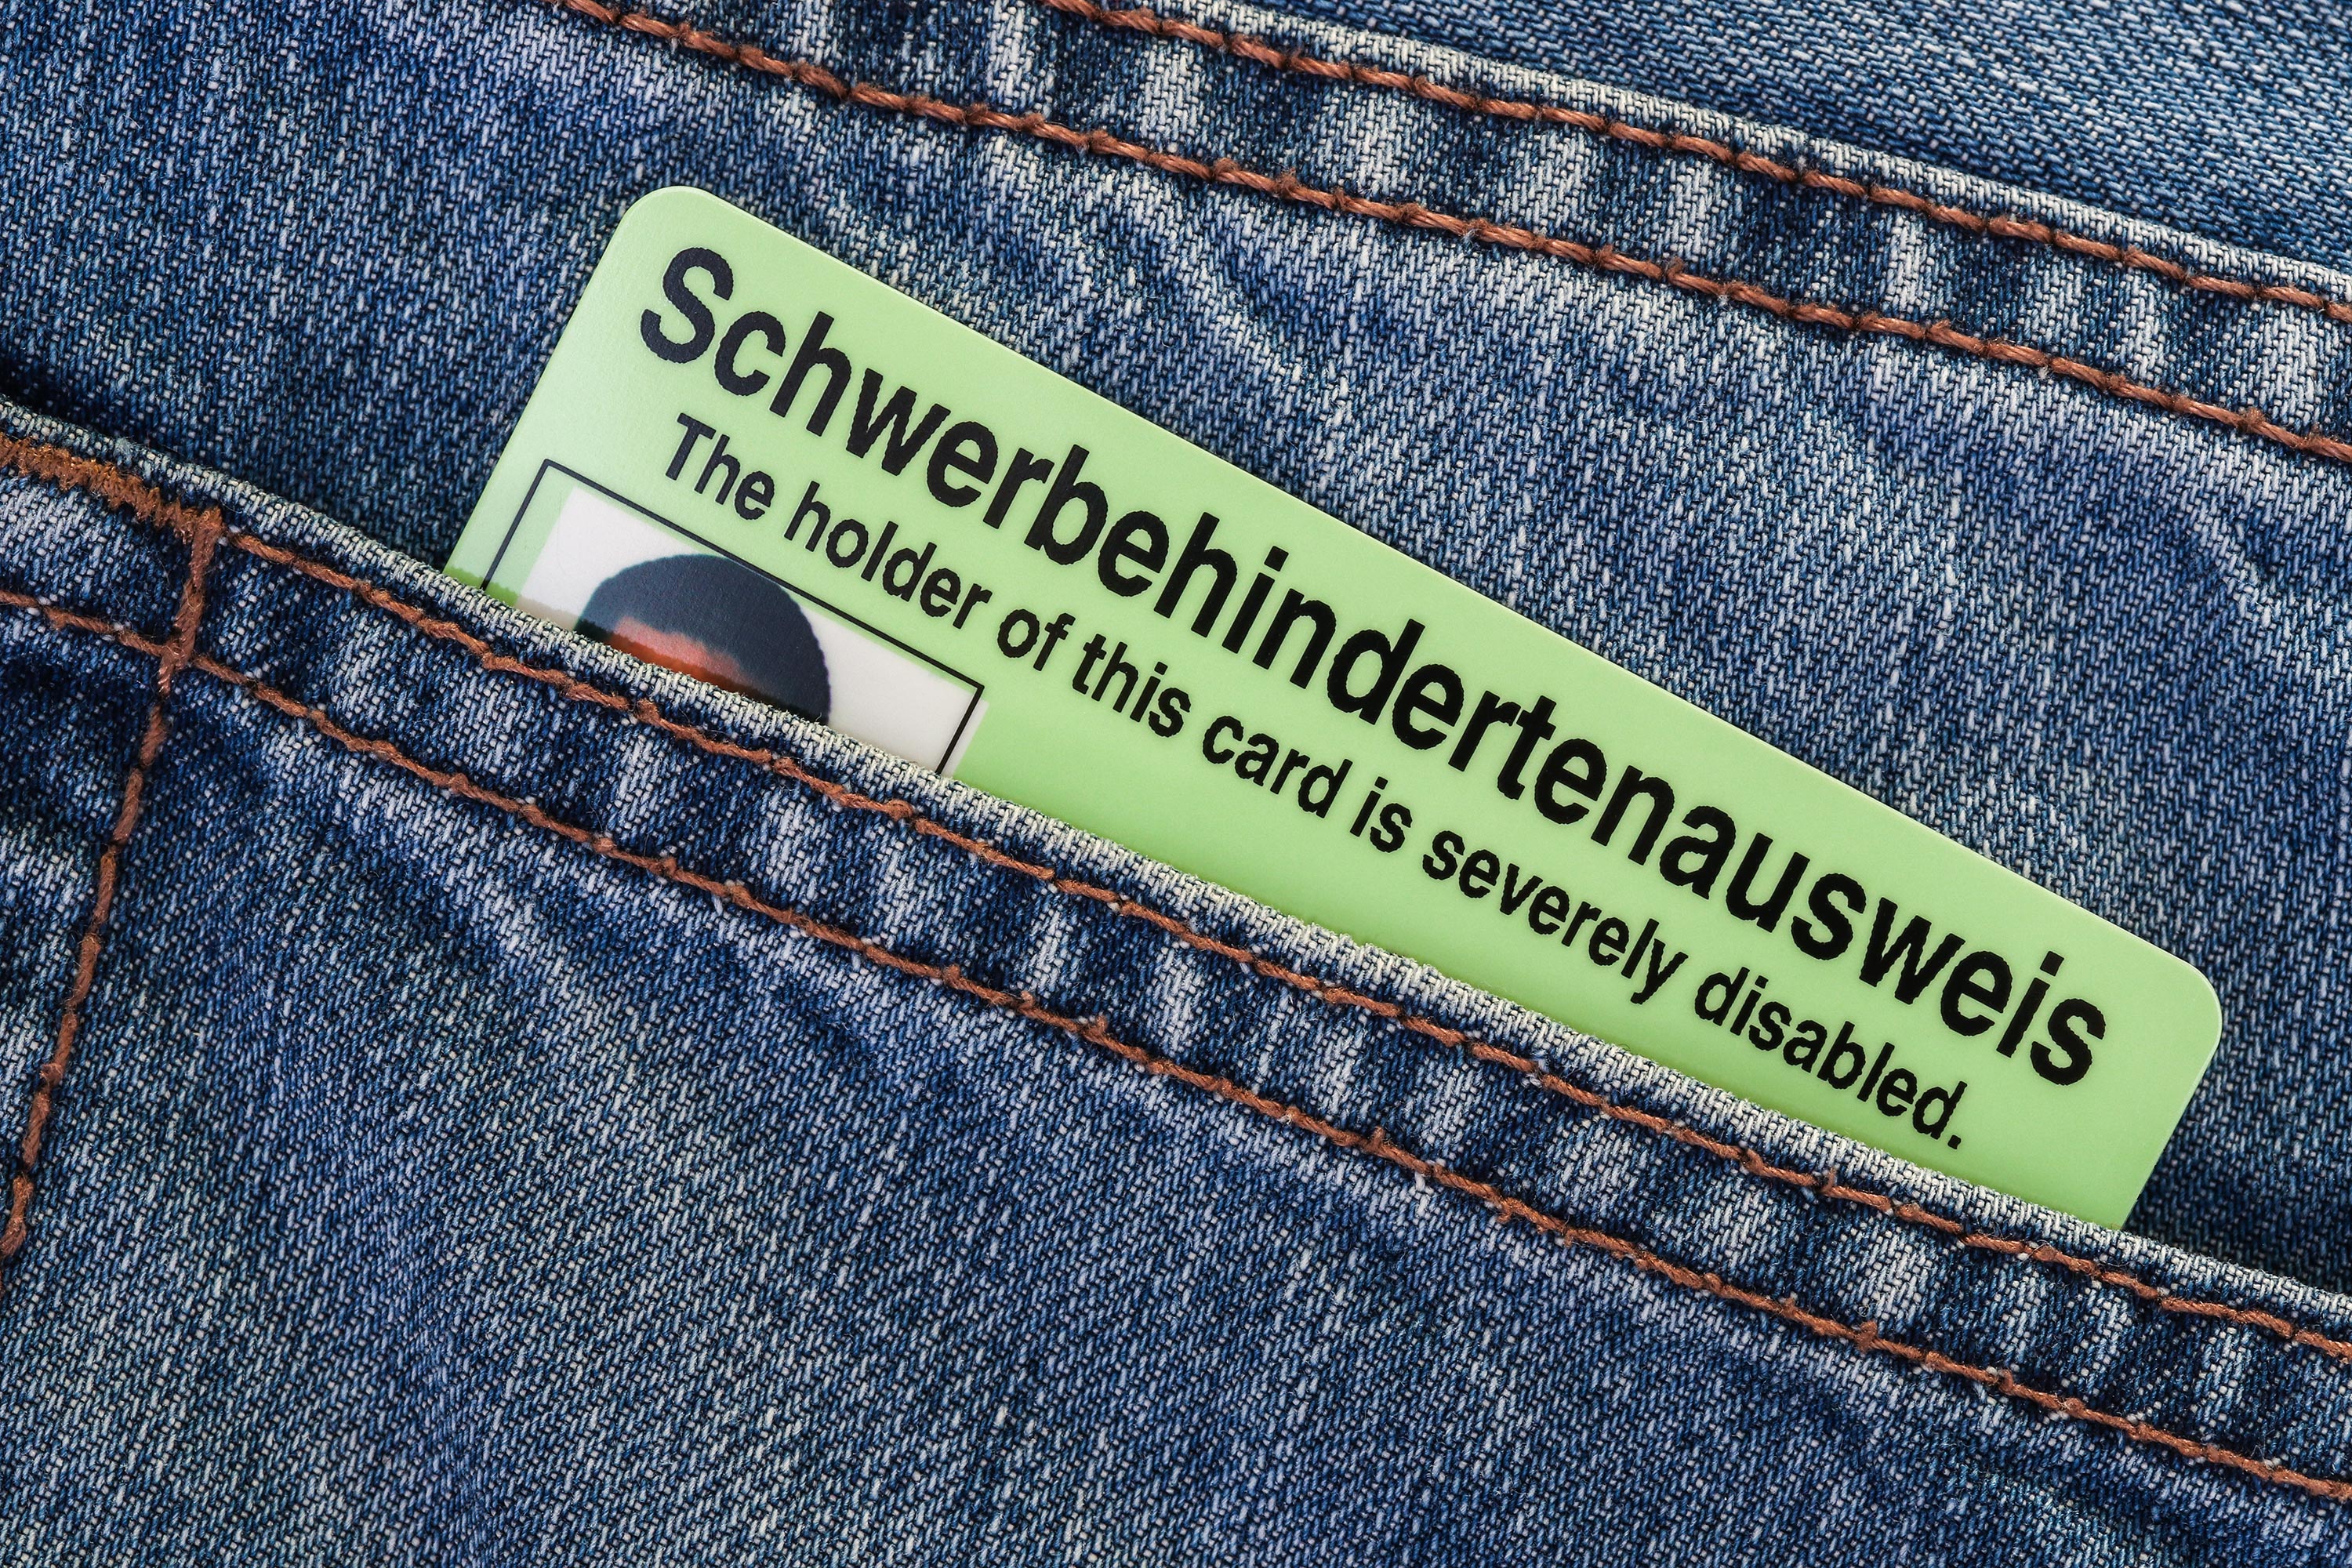 Schwerbehindertenausweis
The holder of this card is severely disabled.